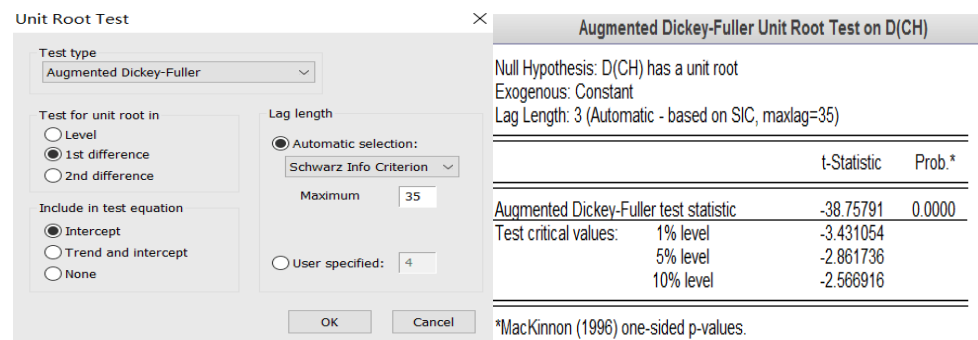 Unit Root Test
Test type
Augmented Dickey-Fuller
Test for unit root in
Level
1st difference
2nd difference
Include in test equation
Intercept
Trend and intercept
None
Lag length
Automatic selection:
Schwarz Info Criterion
Maximum 35
User specified: 4
OK Cancel
Augmented Dickey-Fuller Unit Root Test on D(CH)
Null Hypothesis: D(CH) has a unit root
Exogenous: Constant
Lag Length: 3 (Automatic - based on SIC, maxlag=35)
t-Statistic Prob.*
Augmented Dickey-Fuller test statistic -38.75791 0.0000
Test critical values: 1% level -3.431054
5% level -2.861736
10% level -2.566916
*MacKinnon (1996) one-sided p-values.